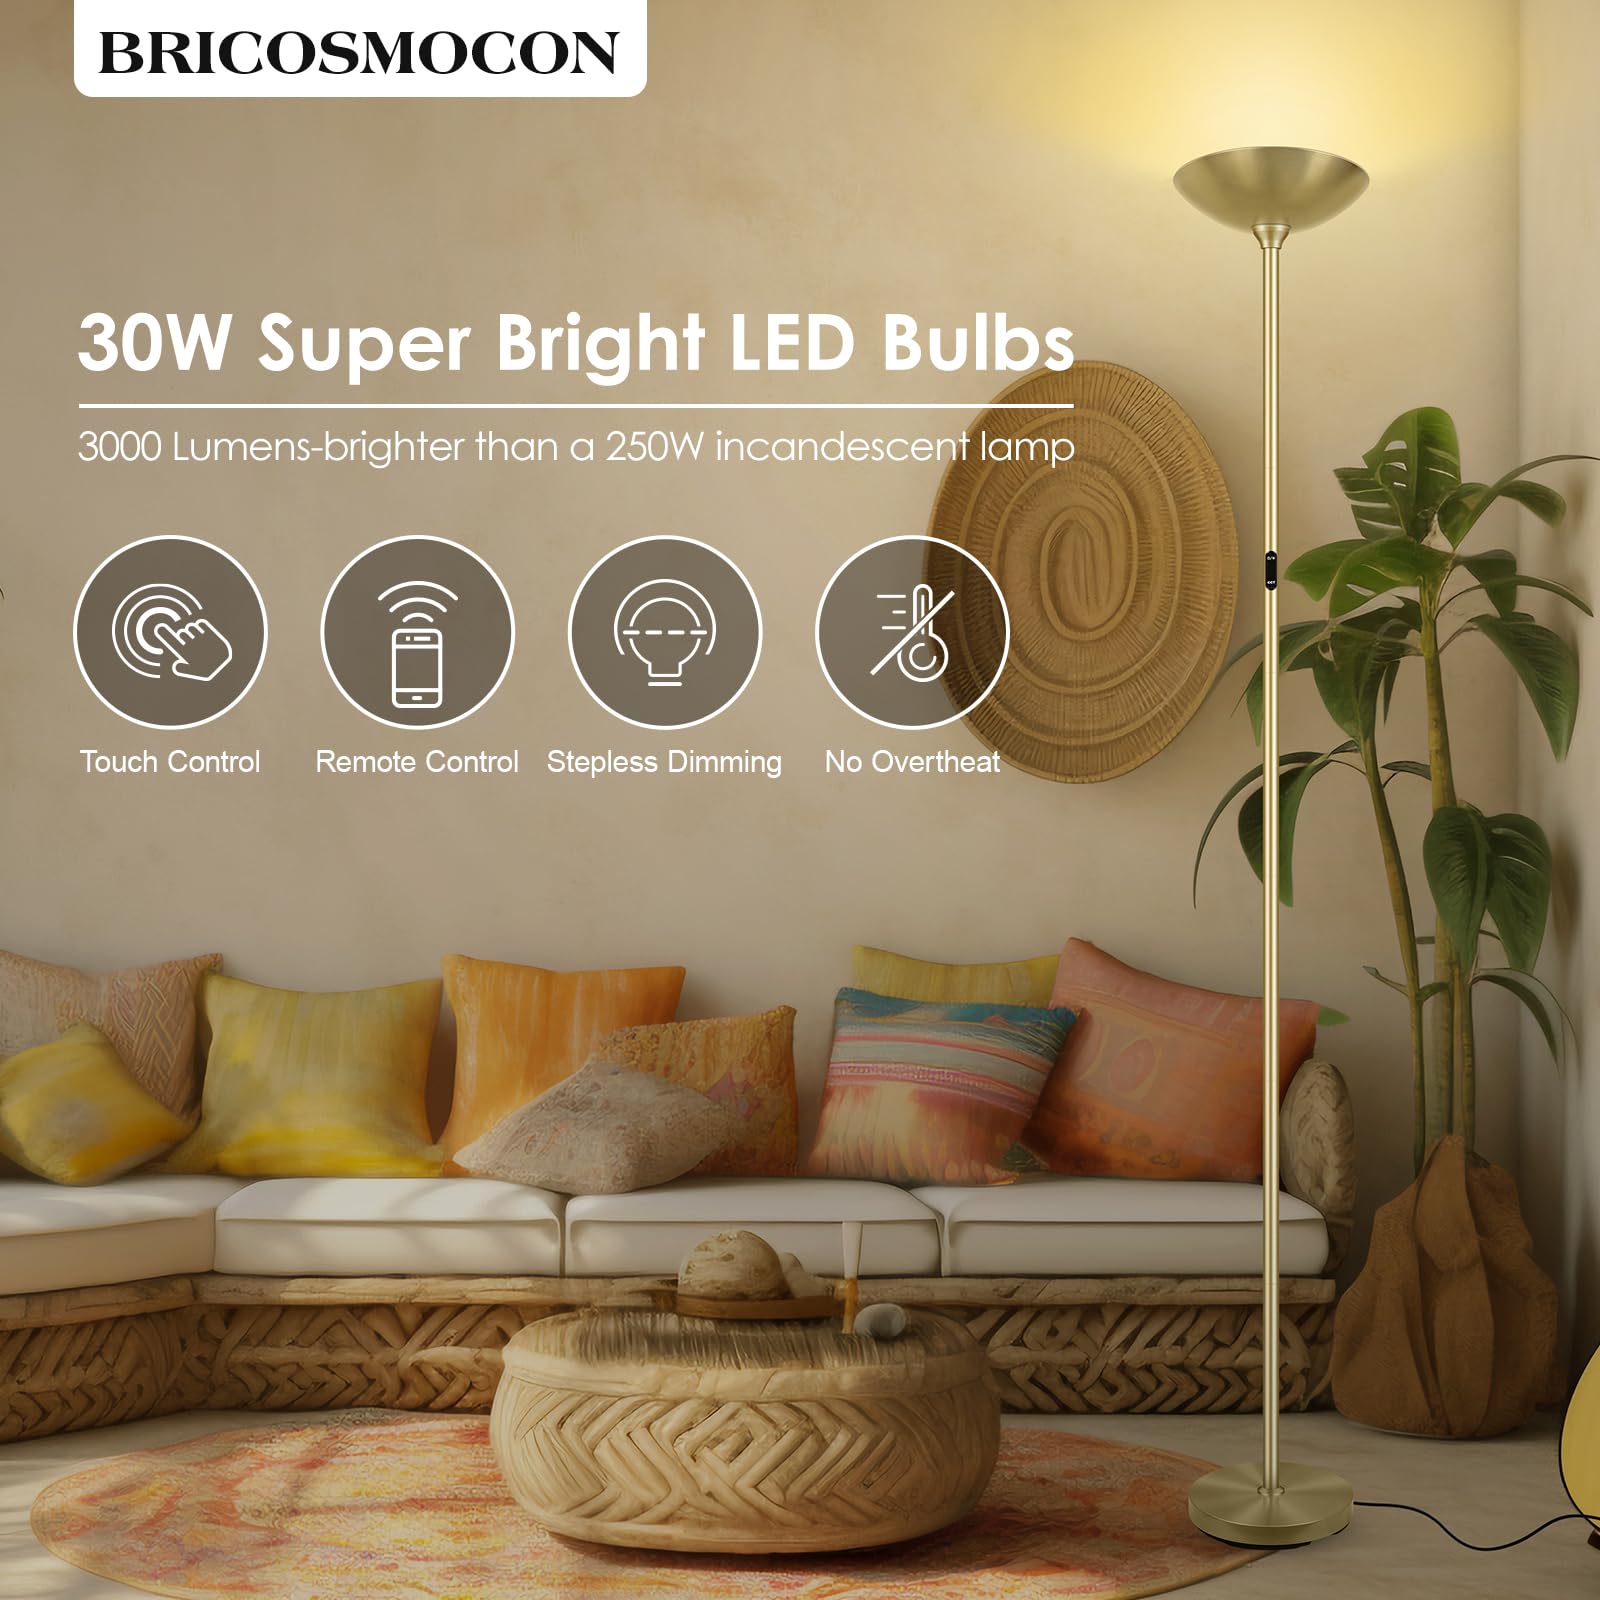 BRICOSMOCON
30W Super Bright LED Bulbs
3000 Lumens-brighter than a 250W incandescent lamp
Touch Control
Remote Control
Stepless Dimming
No Overtheat